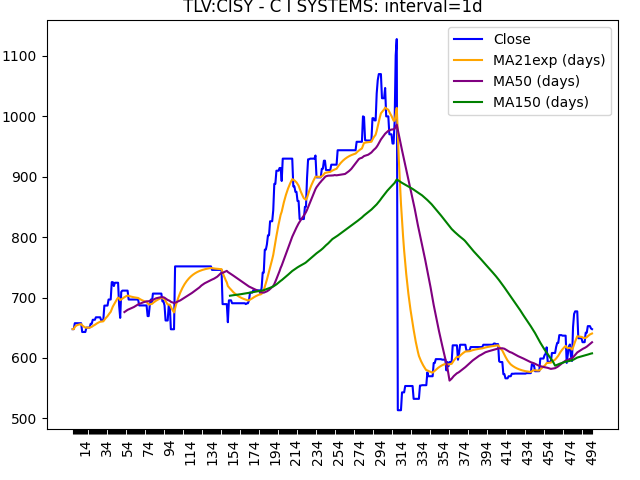 TLV:CISY - C I SYSTEMS: interval=1d
Close
MA21exp (days)
MA50 (days)
MA150 (days)
1100
1000
900
800
700
600
500
14 34 54 74 94 114 134 154 174 194 214 234 254 274 294 314 334 354 374 394 414 434 454 474 494